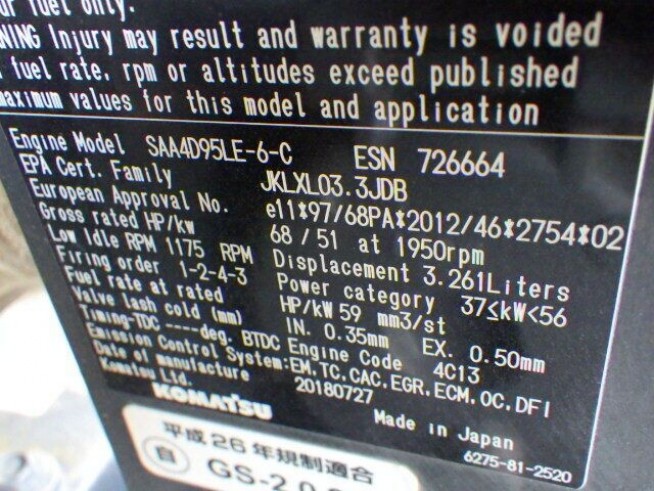 ur fuel only.
NING Injury may result and warranty is voided
fuel rate, rpm or altitudes exceed published
maximum values for this model and application
Engine Model SAA4D95LE-6-C ESN 726664
EPA Cert. Family JKLXL03.3JDB
European Approval No. e11*97/68PA*2012/46*2754*02
Gross rated HP/kw 68 / 51 at 1950rpm
Low Idle RPM 1175 RPM Displacement 3.261Liters
Firing order 1-2-4-3 Power category 37≤kW<56
Fuel rate at rated HP/kW 59 mm3/st
Valve lash cold (mm) IN. 0.35mm EX. 0.50mm
Timing-TDC ----deg. BTDC Engine Code 4C13
Emission Control System:EM.TC.CAC.EGR.ECM.OC.DFI
Date of manufacture 20180727
Komatsu Ltd.
KOMATSU Made in Japan
6275-81-2520
平成26年規制適合
自 GS-2.0